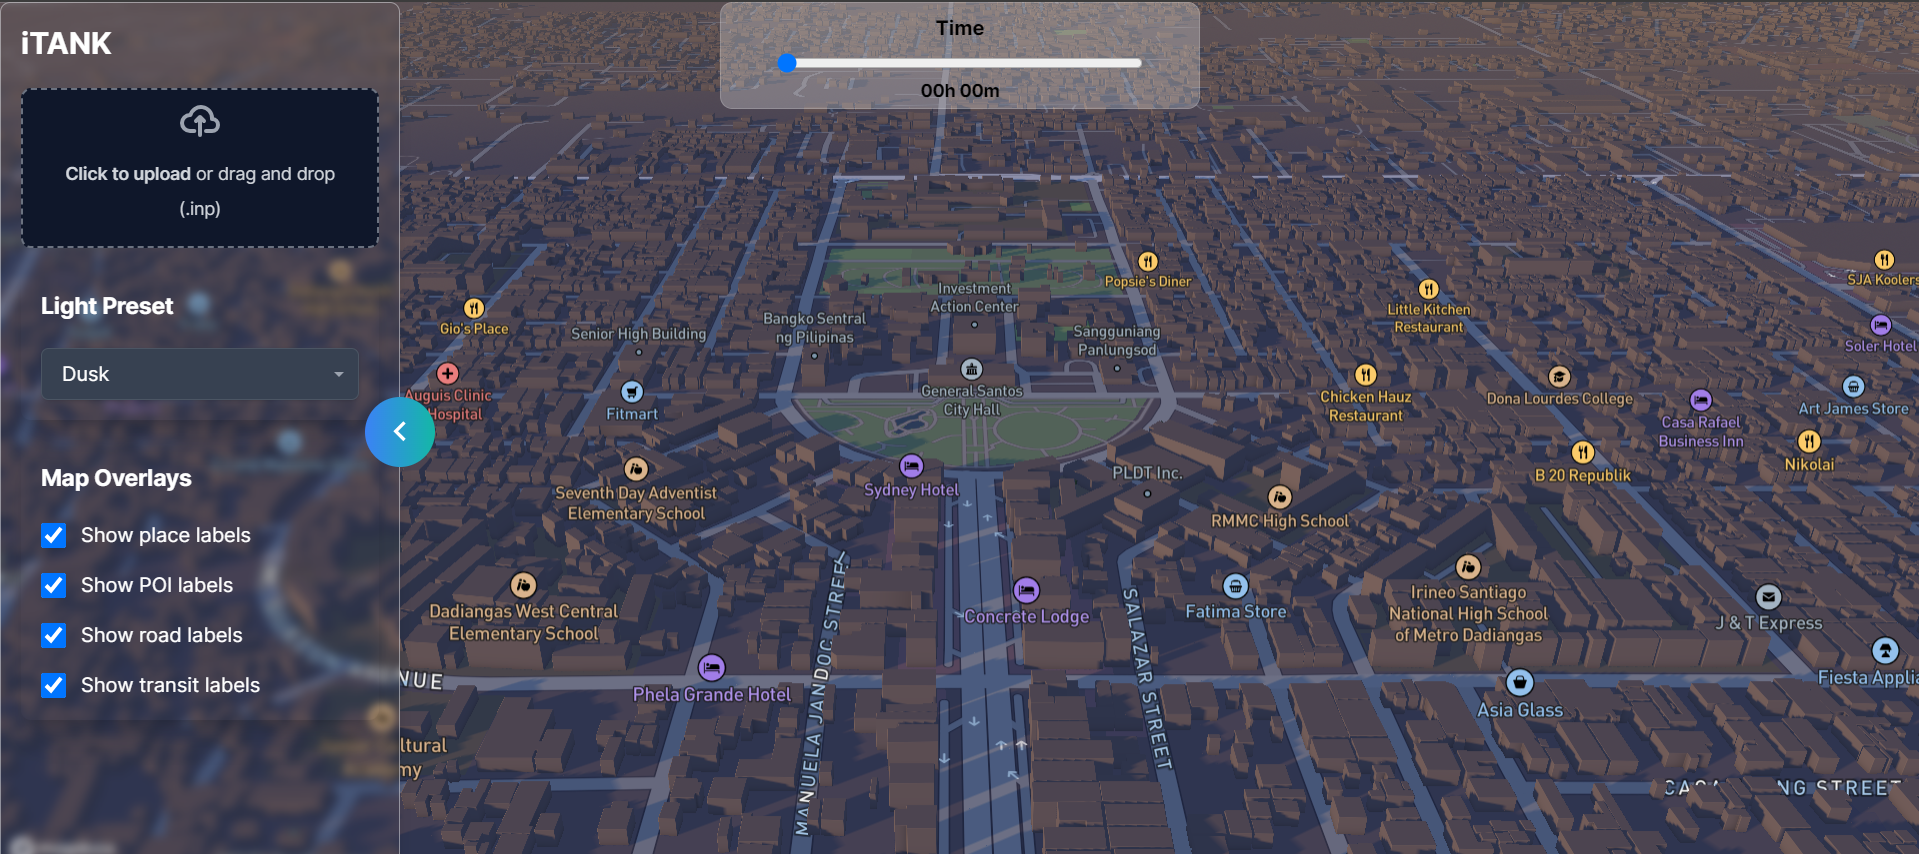 iTANK
Click to upload or drag and drop
(.inp)
Light Preset
Dusk
Map Overlays
Show place labels
Show POI labels
Show road labels
Show transit labels
Time
00h 00m
Gio's Place
Senior High Building
Bangko Sentral
ng Pilipinas
Investment
Action Center
Popsie's Diner
Sangguniang
Panlungsod
Little Kitchen
Restaurant
SJA Koolers
Soler Hotel
Auguis Clinic
Hospital
Fitmart
General Santos
City Hall
Chicken Hauz
Restaurant
Dona Lourdes College
Casa Rafael
Business Inn
Art James Store
Nikolai
B 20 Republik
Sydney Hotel
PLDT Inc.
Seventh Day Adventist
Elementary School
RMMC High School
Dadiangas West Central
Elementary School
Concrete Lodge
Fatima Store
Irineo Santiago
National High School
of Metro Dadiangas
J & T Express
Fiesta Applia
NUE
Phela Grande Hotel
MANUELA JANDOC STREET
SALAZAR STREET
Asia Glass
ltural
my
NG STREET